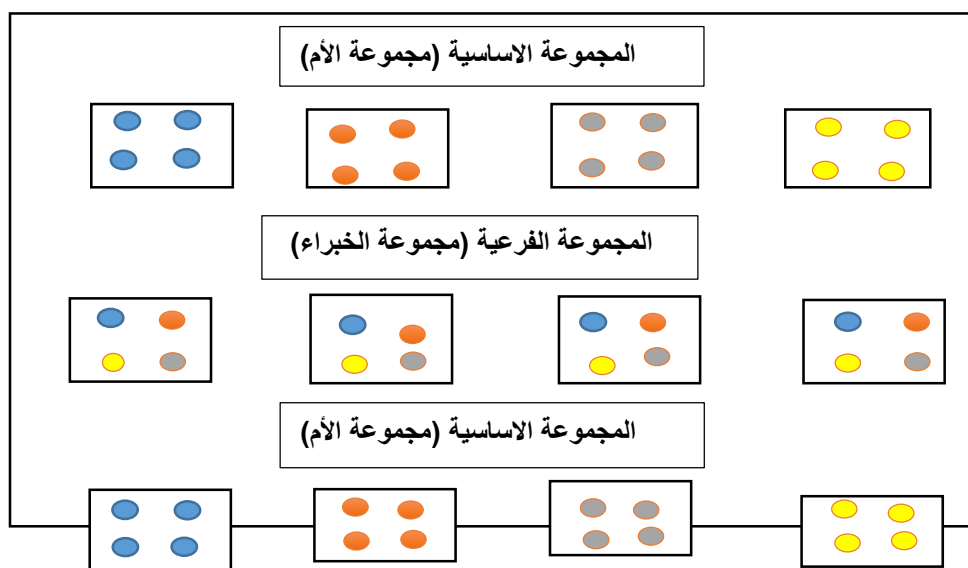 المجموعة الاساسية (مجموعة الأم)
المجموعة الفرعية (مجموعة الخبراء)
المجموعة الاساسية (مجموعة الأم)